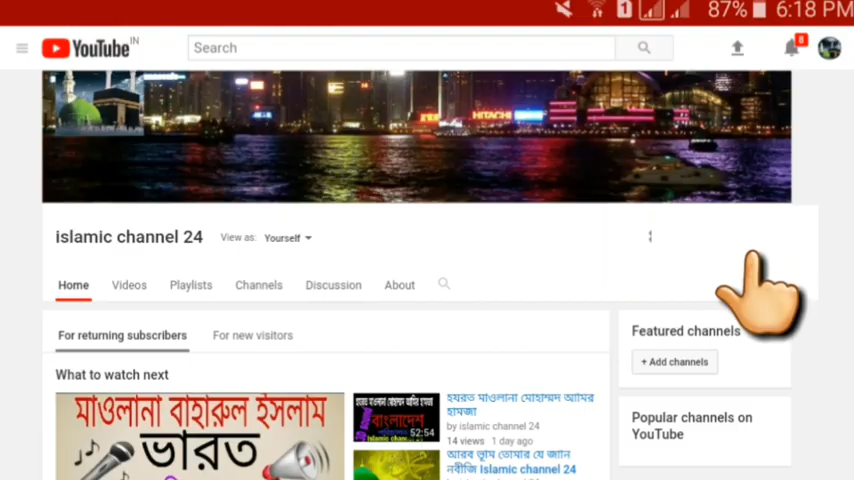 1 87% 6:18 PM
YouTube IN
Search
8
HITACHI
islamic channel 24
View as: Yourself
Home Videos Playlists Channels Discussion About
For returning subscribers For new visitors
What to watch next
Featured channels
+ Add channels
Popular channels on
YouTube
মাওলানা বাহারুল ইসলাম
ভারত
হযরত মাওলানা মোহাম্মদ আমির
হামজা
by islamic channel 24
14 views 1 day ago
বাংলাদেশ
52:54
আরব ভূমি তোমার যে জানি
নবীজি Islamic channel 24